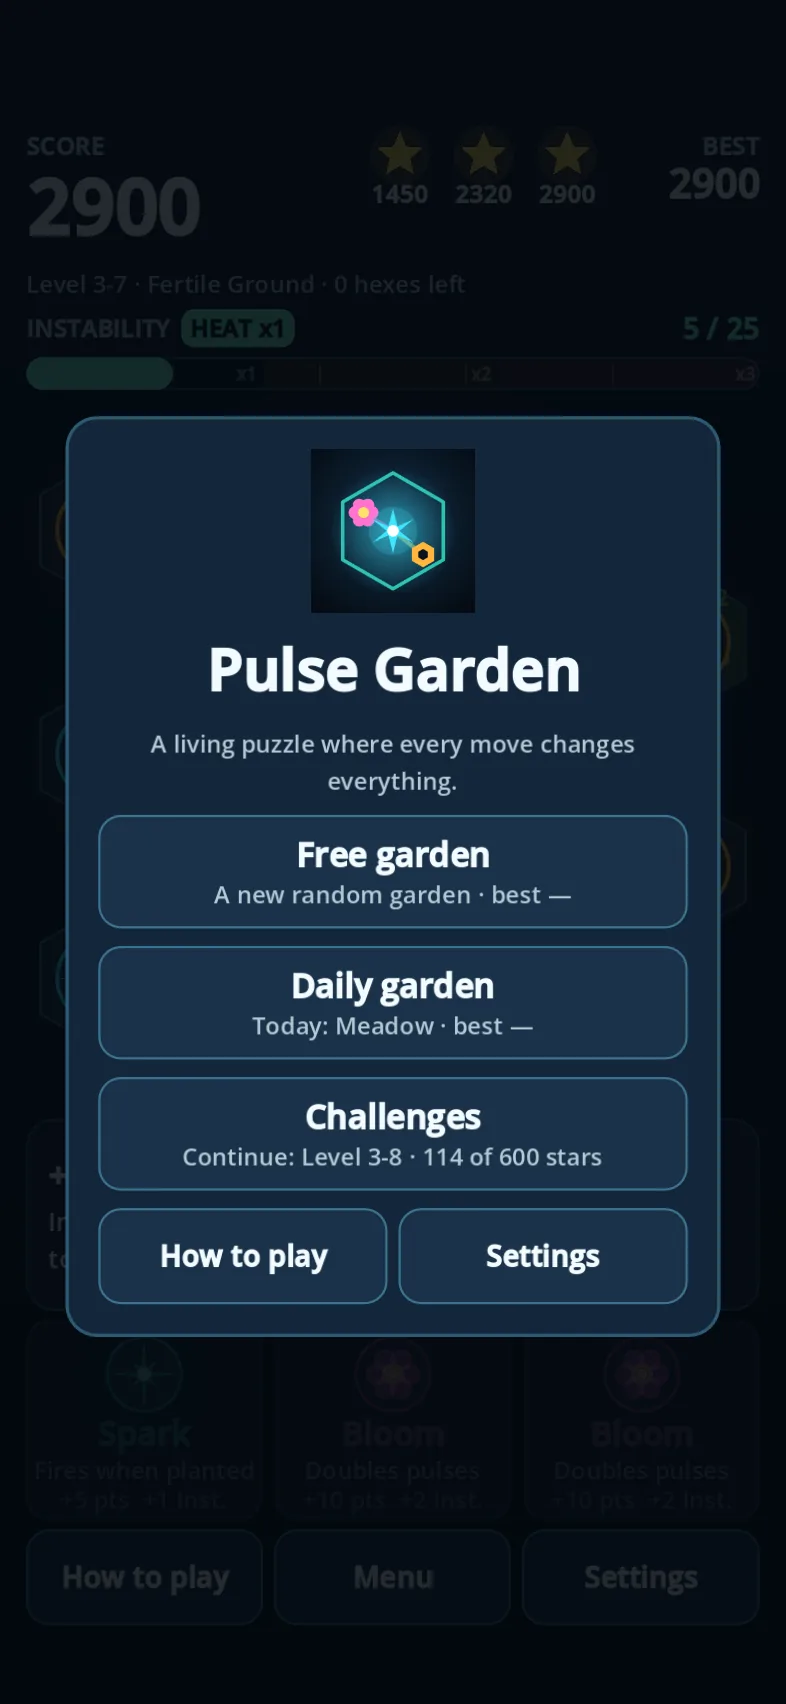 SCORE
BEST
2900
1450 2320 2900
2900
Level 3-7 · Fertile Ground · 0 hexes left
INSTABILITY HEAT x1 5 / 25
x1 x2 x3
Pulse Garden
A living puzzle where every move changes
everything.
Free garden
A new random garden · best —
Daily garden
Today: Meadow · best —
Challenges
Continue: Level 3-8 · 114 of 600 stars
How to play Settings
Spark Bloom Bloom
Fires when planted Doubles pulses Doubles pulses
+5 pts +1 Inst. +10 pts +2 Inst. +10 pts +2 Inst.
How to play Menu Settings